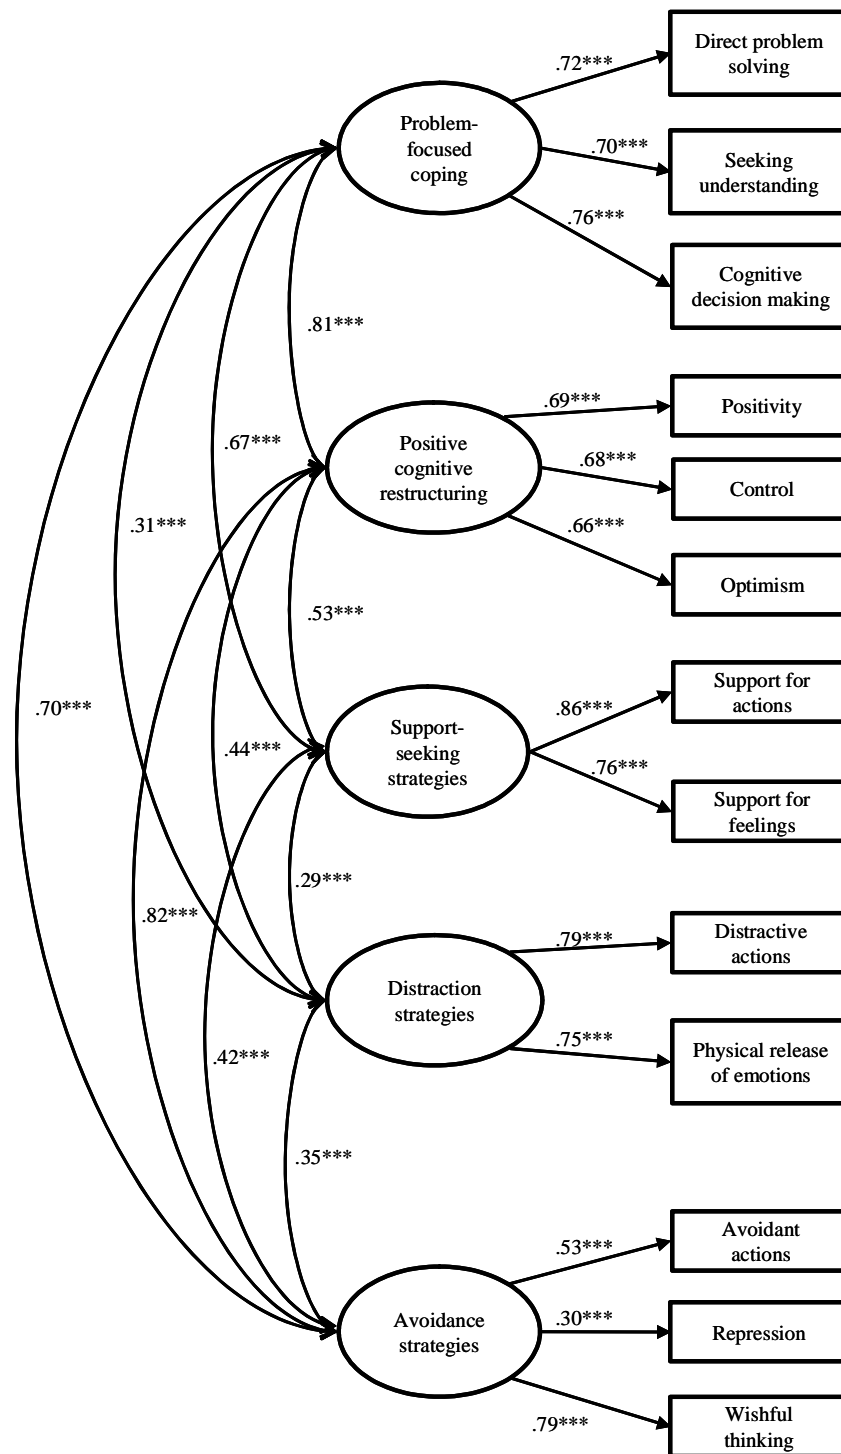 Direct problem
solving
.72***
Problem-
focused
coping
.70***
Seeking
understanding
.76***
Cognitive
decision making
.81***
.69***
Positivity
.67***
Positive
cognitive
restructuring
.68***
Control
.31***
.66***
Optimism
.53***
Support for
actions
.86***
.70***
.44***
Support-
seeking
strategies
.76***
Support for
feelings
.29***
.82***
.79***
Distractive
actions
Distraction
strategies
.42***
.75***
Physical release
of emotions
.35***
Avoidant
actions
.53***
Avoidance
strategies
.30***
Repression
.79***
Wishful
thinking